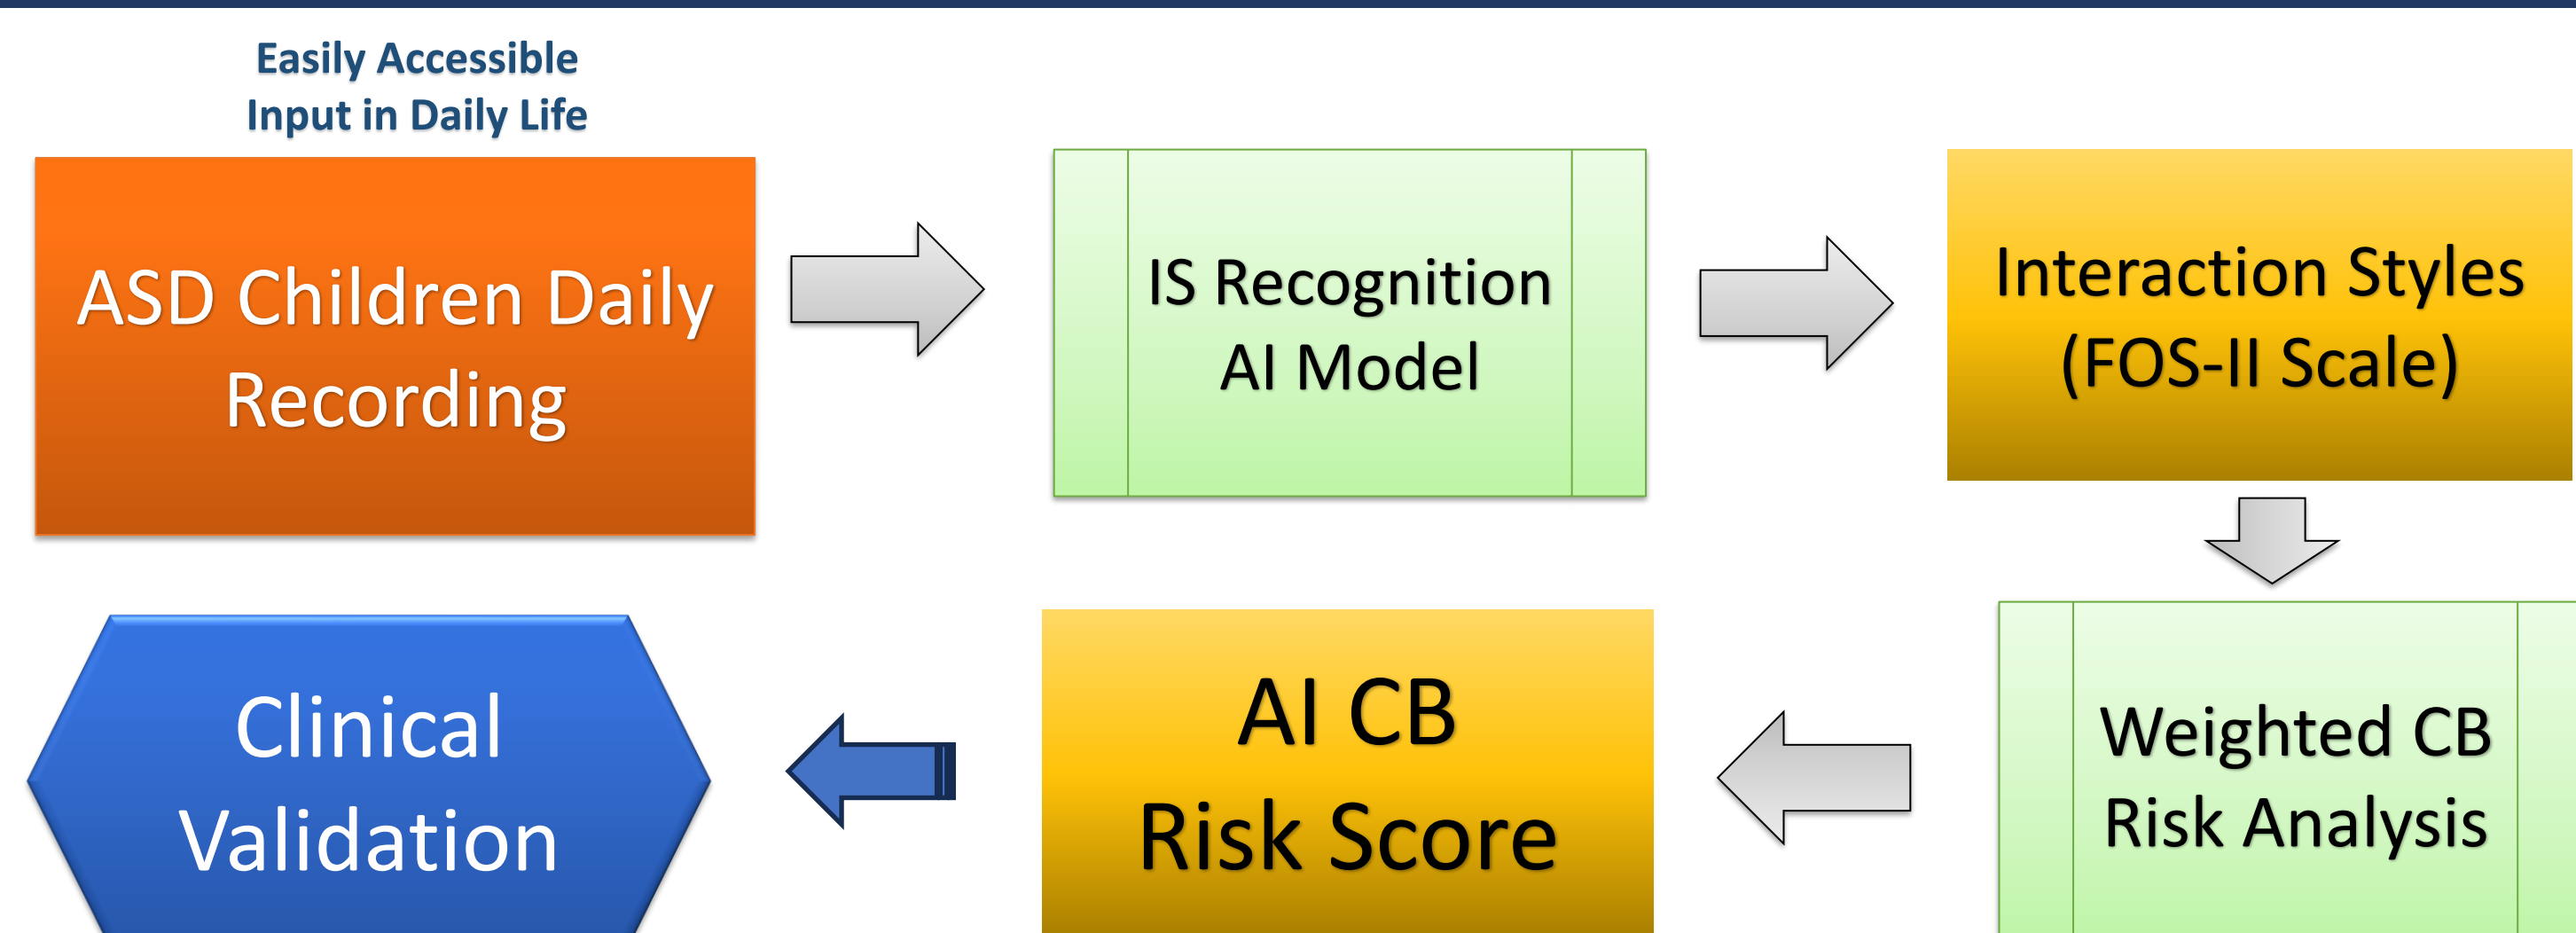 Easily Accessible
Input in Daily Life
ASD Children Daily
Recording
IS Recognition
AI Model
Interaction Styles
(FOS-II Scale)
Clinical
Validation
AI CB
Risk Score
Weighted CB
Risk Analysis